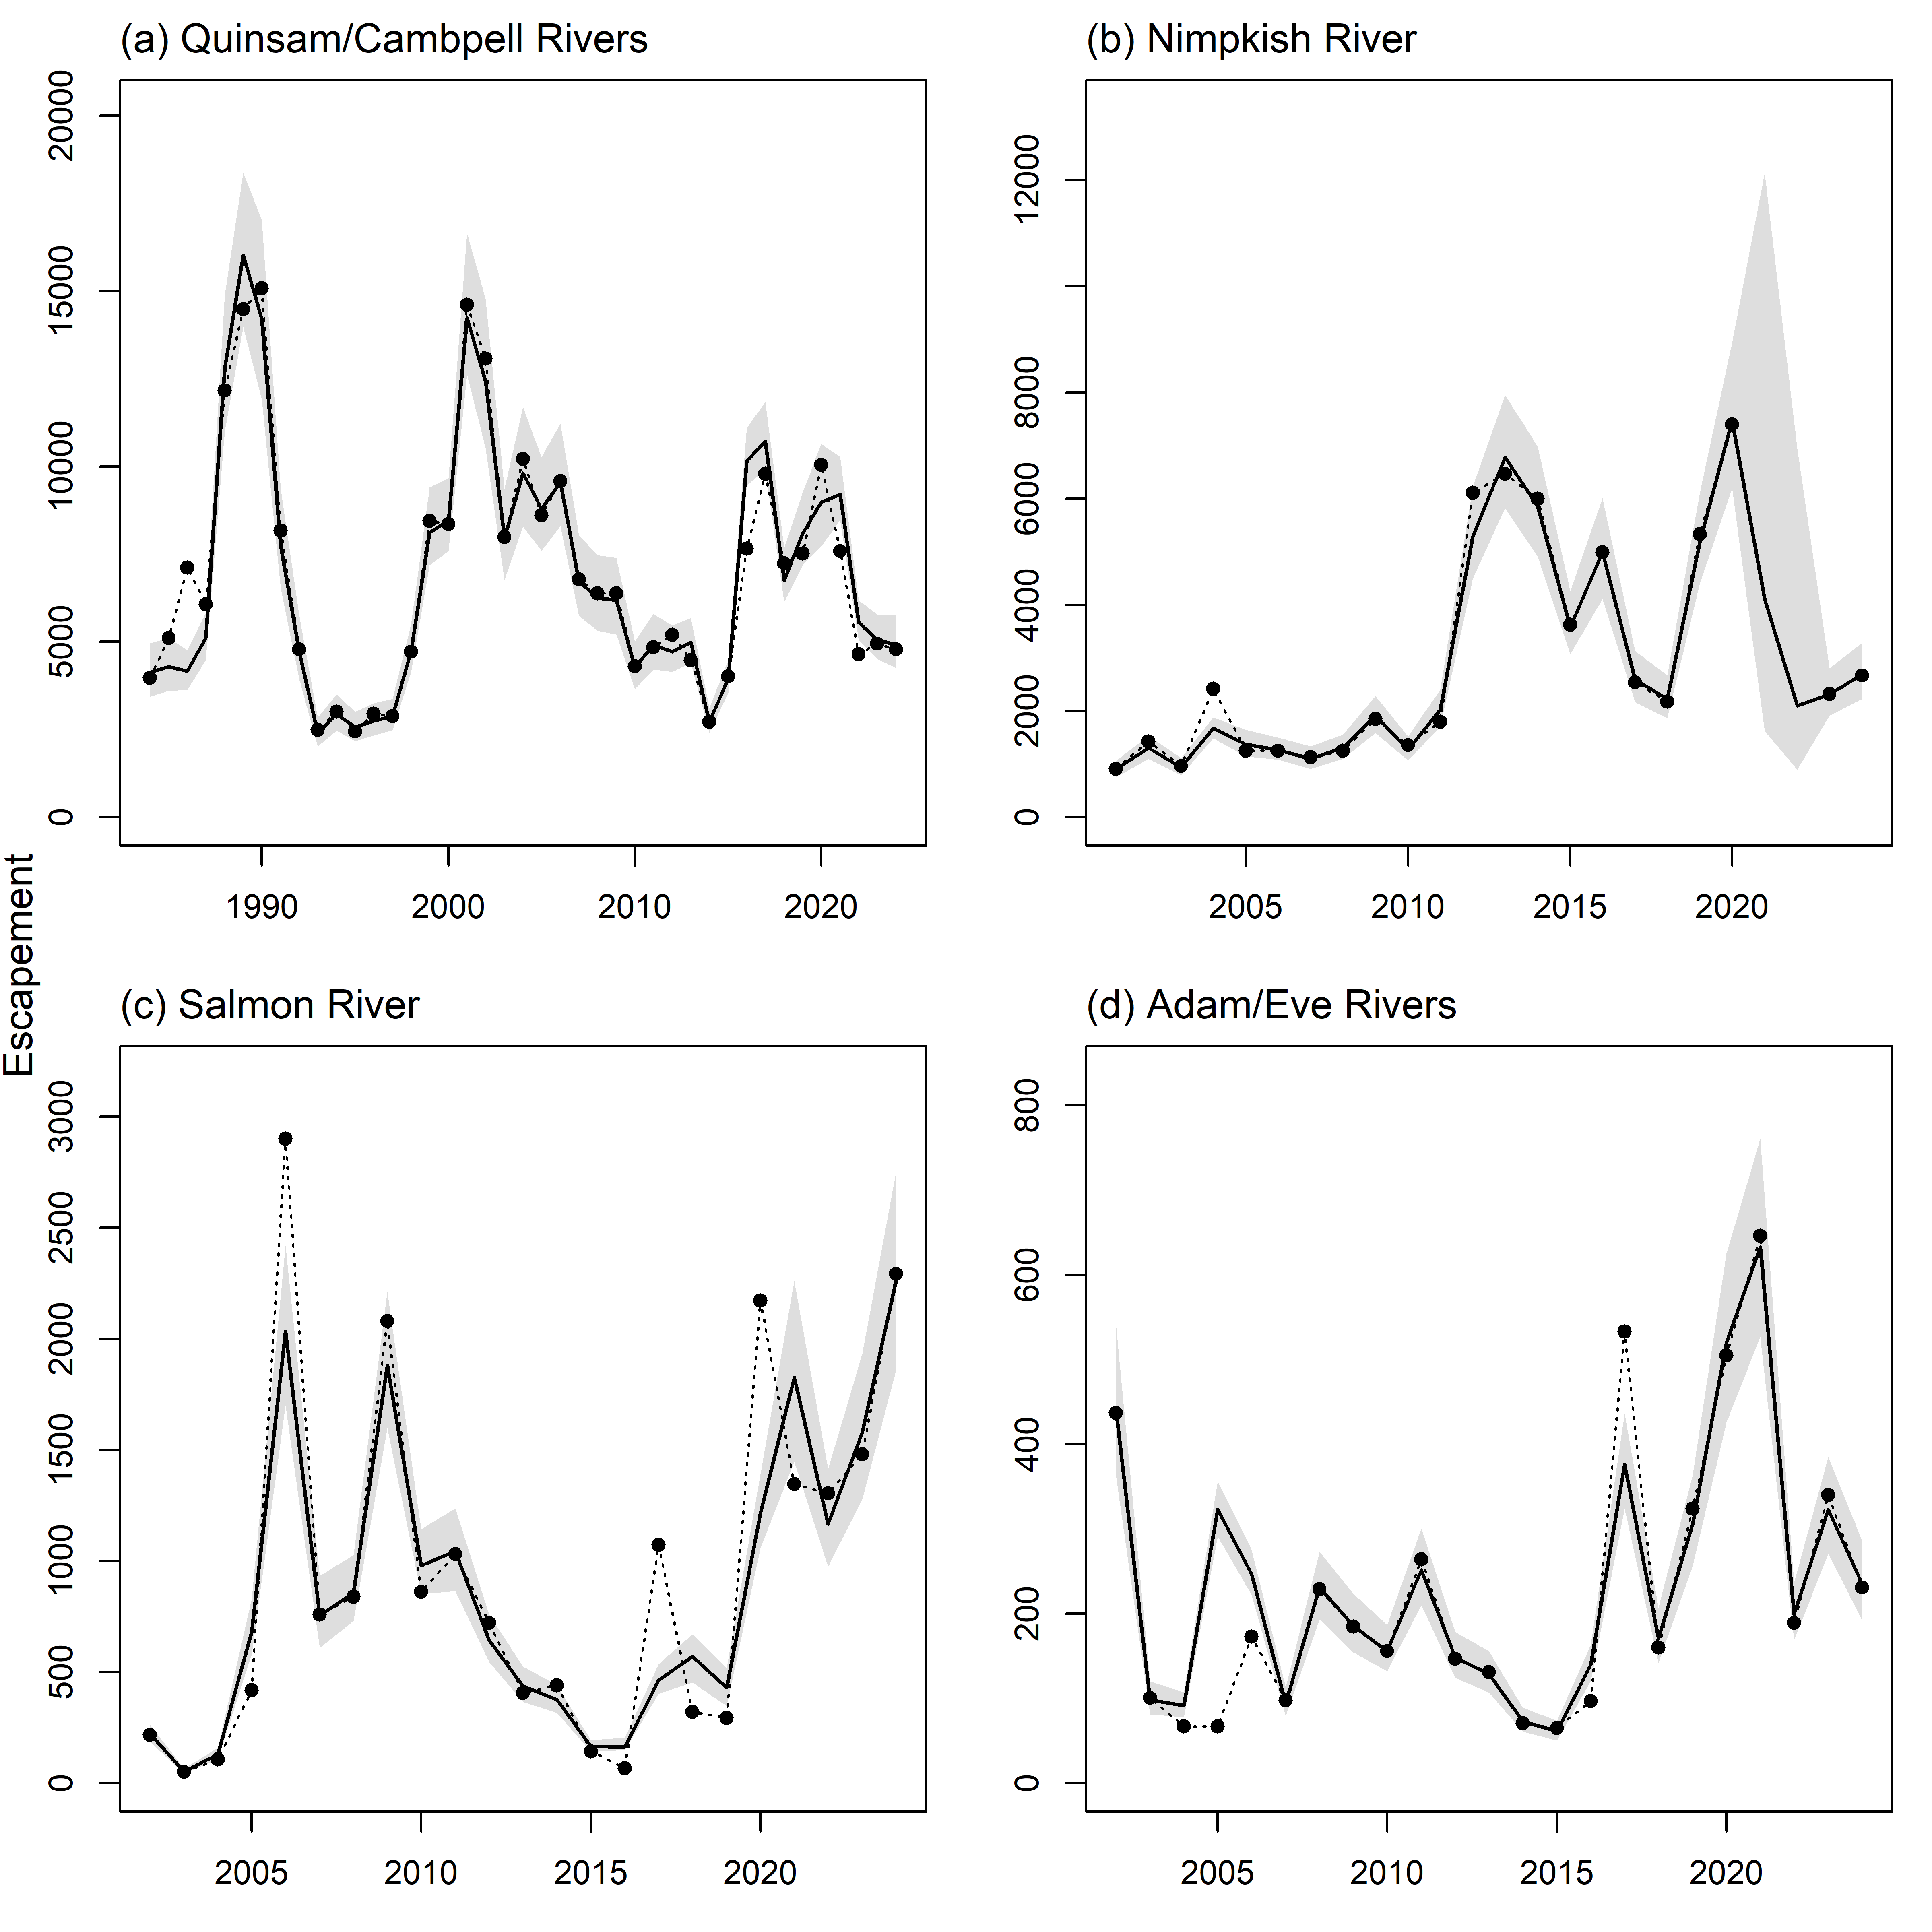 (a) Quinsam/Cambpell Rivers
20000
15000
10000
5000
0
1990 2000 2010 2020
(b) Nimpkish River
12000
8000
6000
4000
2000
0
2005 2010 2015 2020
Escapement
(c) Salmon River
3000
2500
2000
1500
1000
500
0
2005 2010 2015 2020
(d) Adam/Eve Rivers
800
600
400
200
0
2005 2010 2015 2020